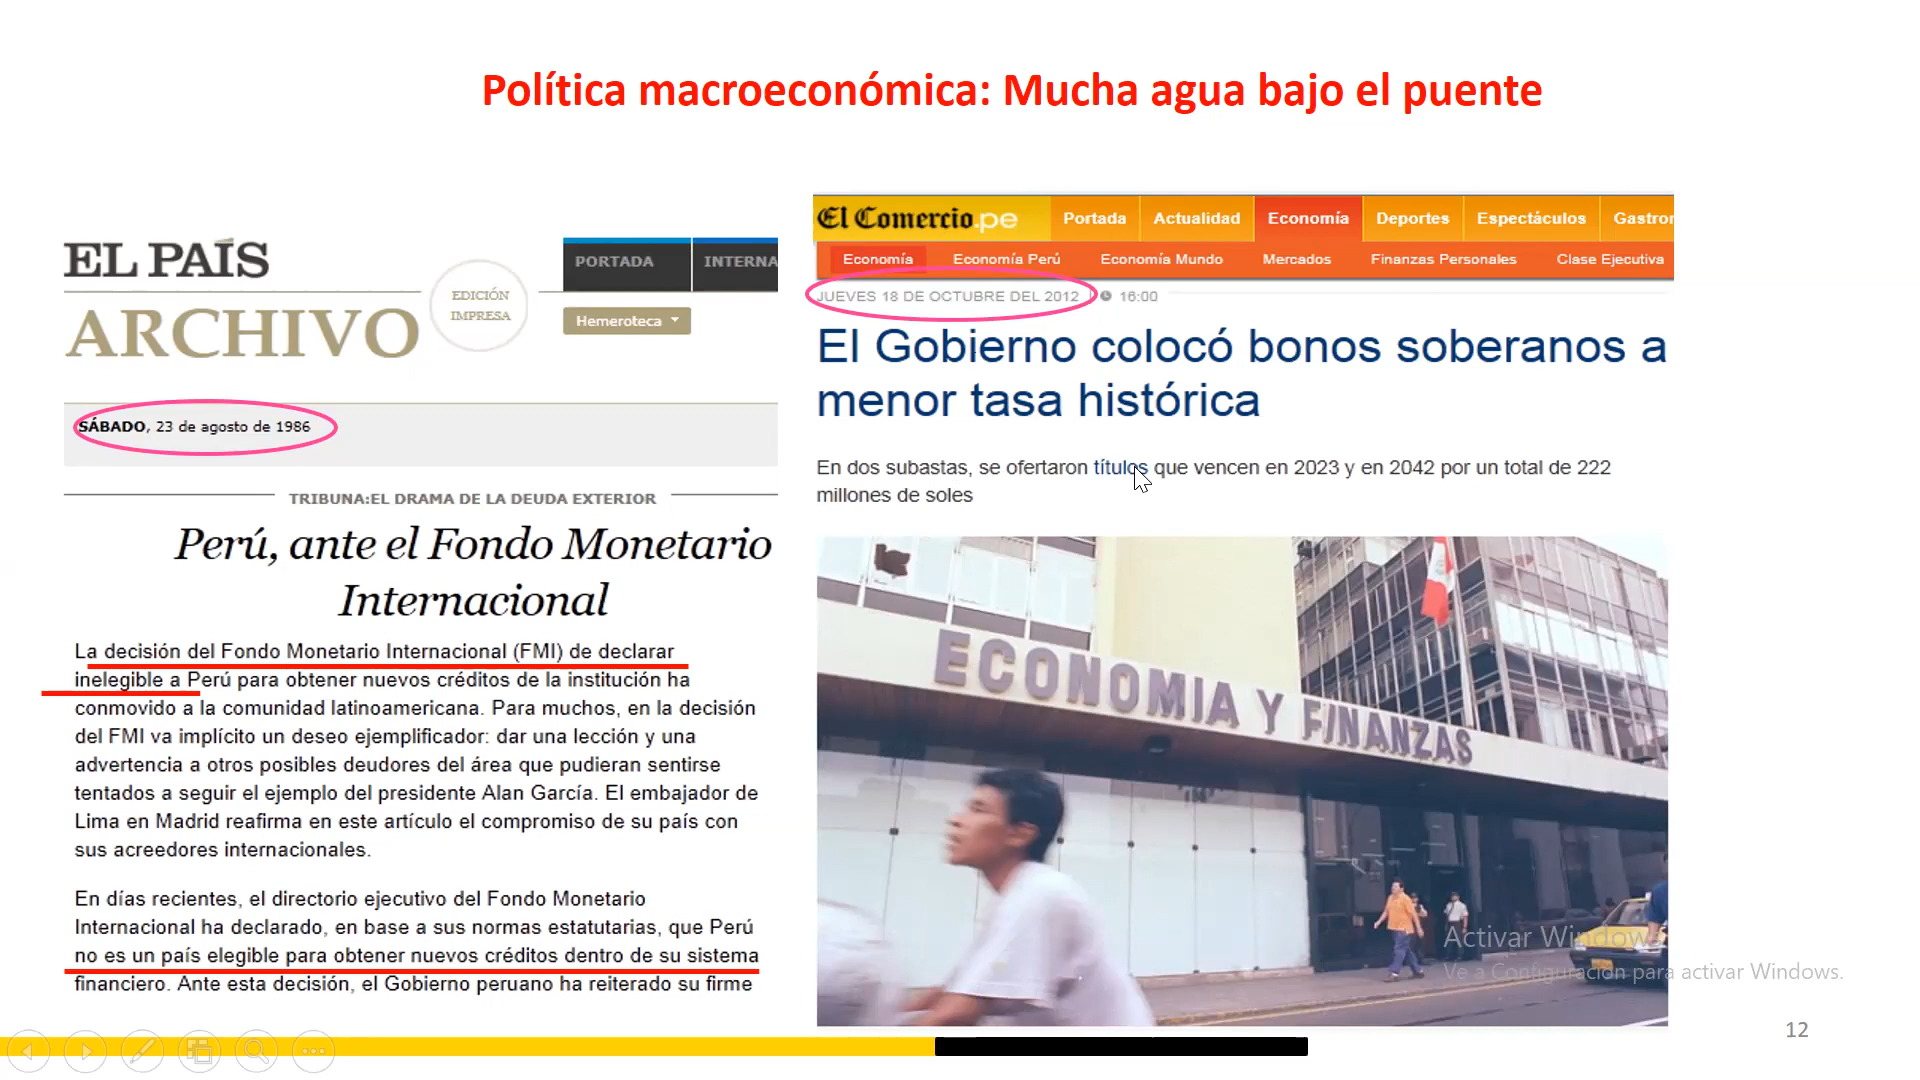 Política macroeconómica: Mucha agua bajo el puente
EL PAÍS
ARCHIVO
EDICIÓN
IMPRESA
PORTADA
INTERNA
Hemeroteca
SÁBADO, 23 de agosto de 1986
TRIBUNA:EL DRAMA DE LA DEUDA EXTERIOR
Perú, ante el Fondo Monetario
Internacional
La decisión del Fondo Monetario Internacional (FMI) de declarar
inelegible a Perú para obtener nuevos créditos de la institución ha
conmovido a la comunidad latinoamericana. Para muchos, en la decisión
del FMI va implícito un deseo ejemplificador: dar una lección y una
advertencia a otros posibles deudores del área que pudieran sentirse
tentados a seguir el ejemplo del presidente Alan García. El embajador de
Lima en Madrid reafirma en este artículo el compromiso de su país con
sus acreedores internacionales.
En días recientes, el directorio ejecutivo del Fondo Monetario
Internacional ha declarado, en base a sus normas estatutarias, que Perú
no es un país elegible para obtener nuevos créditos dentro de su sistema
financiero. Ante esta decisión, el Gobierno peruano ha reiterado su firme
El Comercio.pe
Portada Actualidad Economía Deportes Espectáculos Gastron
Economía Economía Perú Economía Mundo Mercados Finanzas Personales Clase Ejecutiva
JUEVES 18 DE OCTUBRE DEL 2012 16:00
El Gobierno colocó bonos soberanos a
menor tasa histórica
En dos subastas, se ofertaron títulos que vencen en 2023 y en 2042 por un total de 222
millones de soles
ECONOMIA Y FINANZAS
Activar Windows
Ve a Configuración para activar Windows.
12